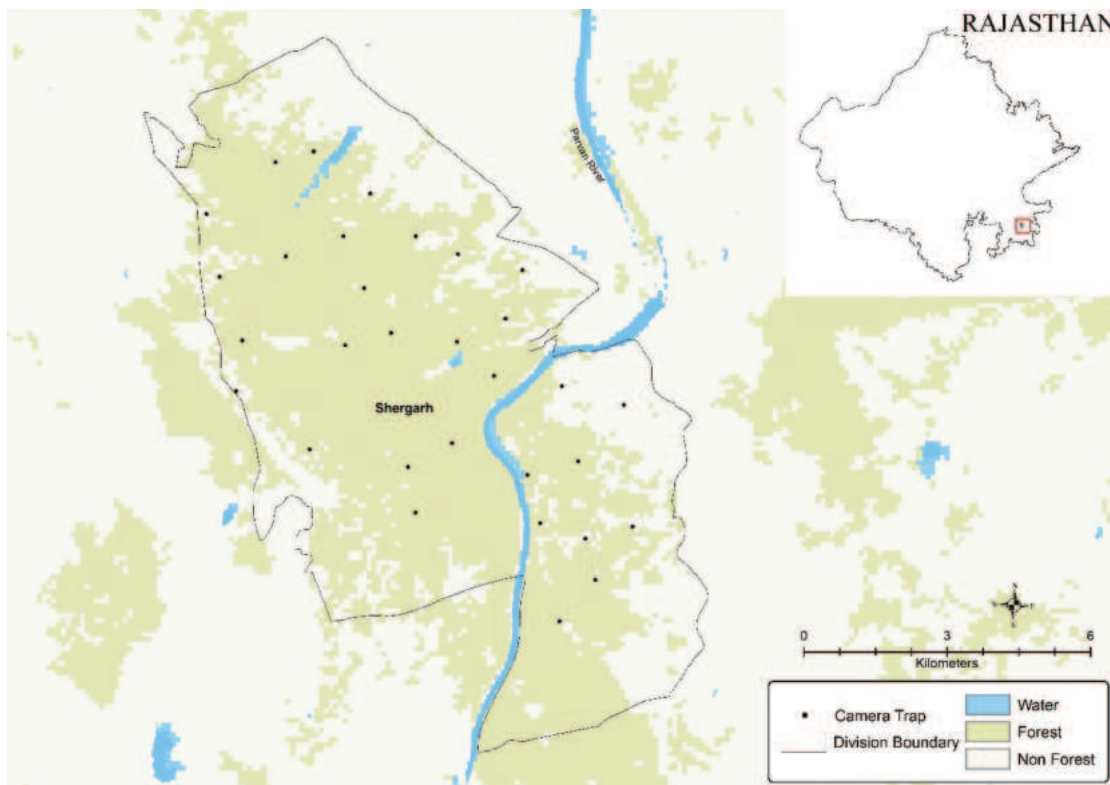 RAJASTHAN
Parvan River
Shergarh
N
0 3 6
Kilometers
Camera Trap
Division Boundary
Water
Forest
Non Forest